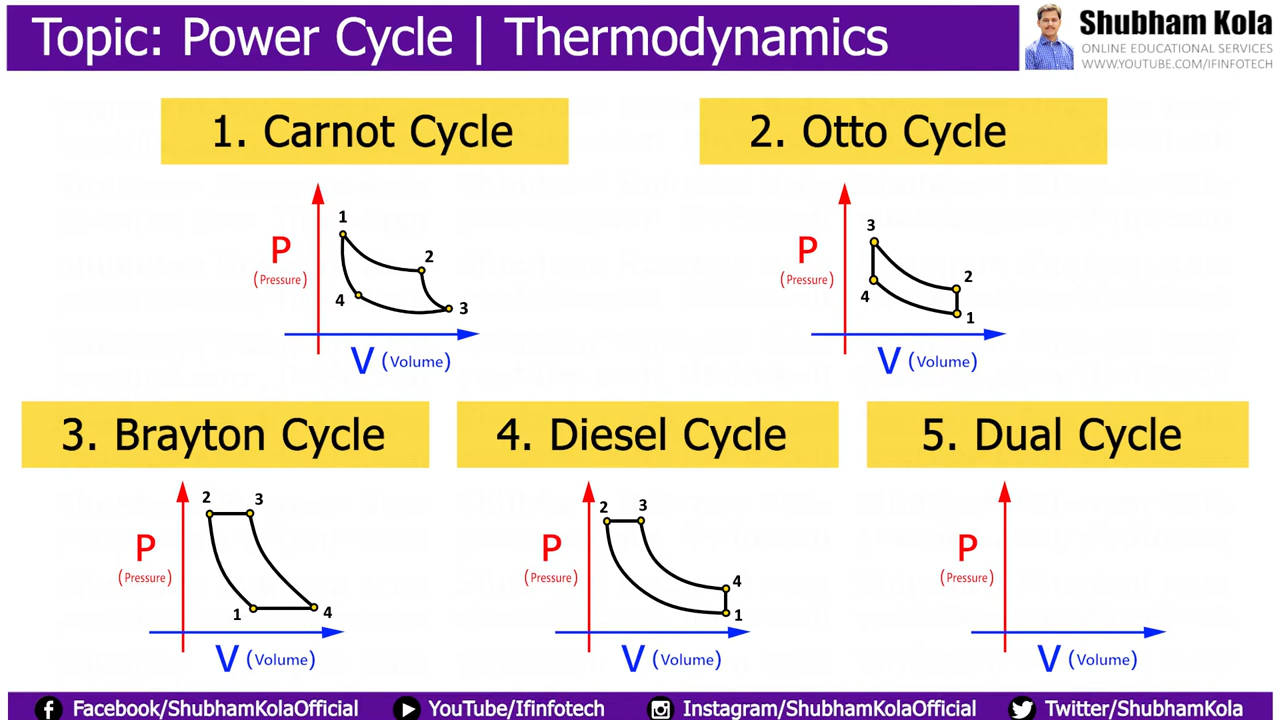 Topic: Power Cycle | Thermodynamics
Shubham Kola
ONLINE EDUCATIONAL SERVICES
WWW.YOUTUBE.COM/IFINFOTECH
1. Carnot Cycle
1
2
3
4
P
(Pressure)
V (Volume)
2. Otto Cycle
3
2
4
1
P
(Pressure)
V (Volume)
3. Brayton Cycle
2 3
1 4
P
(Pressure)
V (Volume)
4. Diesel Cycle
2 3
4
1
P
(Pressure)
V (Volume)
5. Dual Cycle
P
(Pressure)
V (Volume)
Facebook/ShubhamKolaOfficial
YouTube/Ifinfotech
Instagram/ShubhamKolaOfficial
Twitter/ShubhamKola